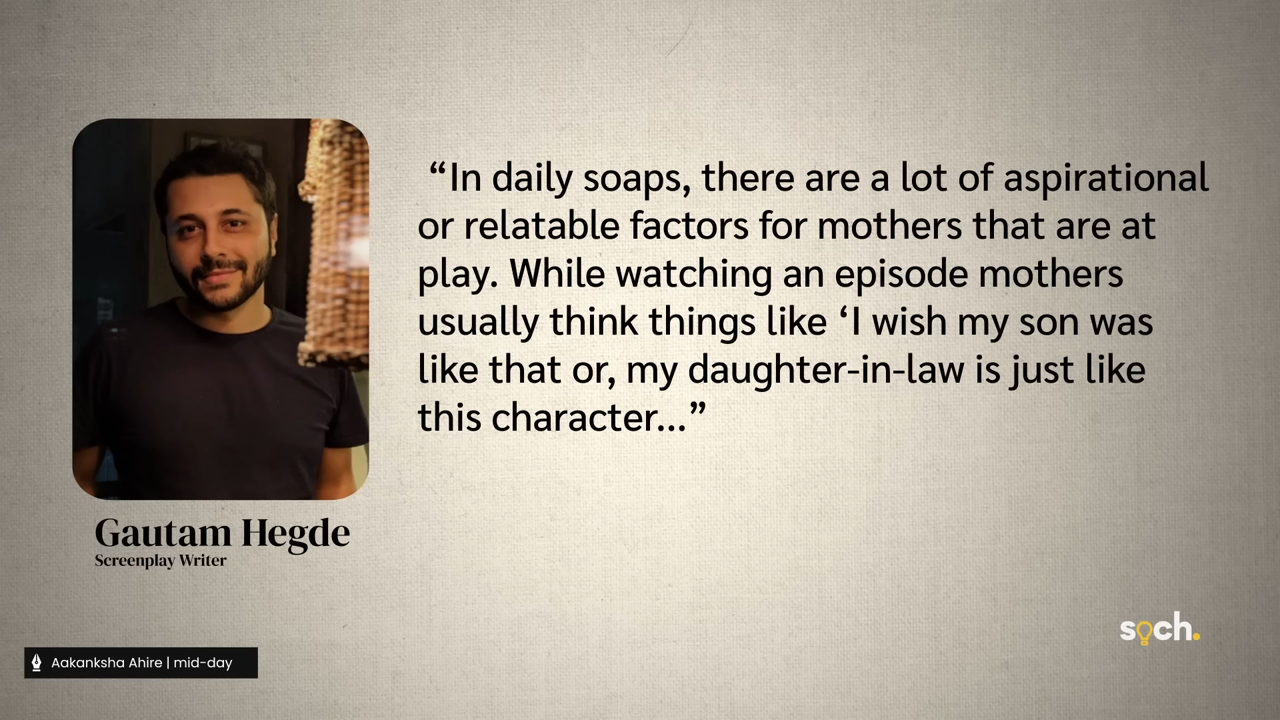 “In daily soaps, there are a lot of aspirational
or relatable factors for mothers that are at
play. While watching an episode mothers
usually think things like ‘I wish my son was
like that or, my daughter-in-law is just like
this character...”
Gautam Hegde
Screenplay Writer
soch.
Aakanksha Ahire | mid-day